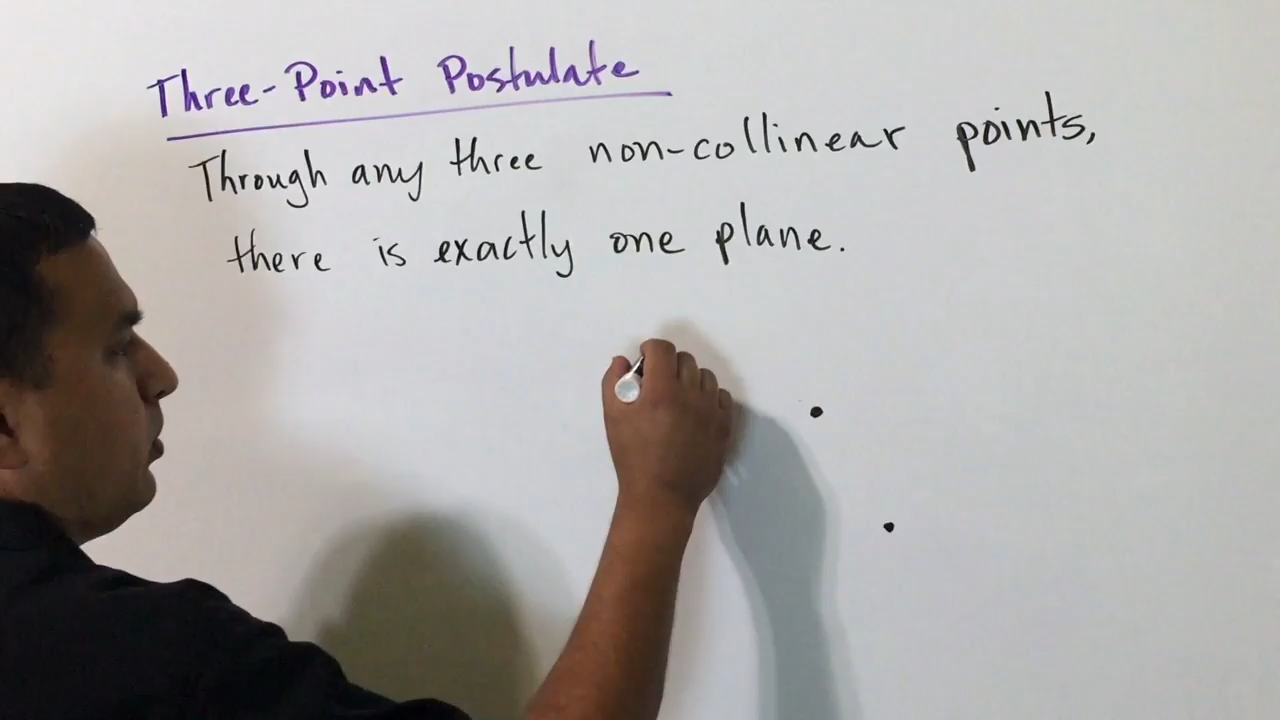 Three-Point Postulate
Through any three non-collinear points,
there is exactly one plane.